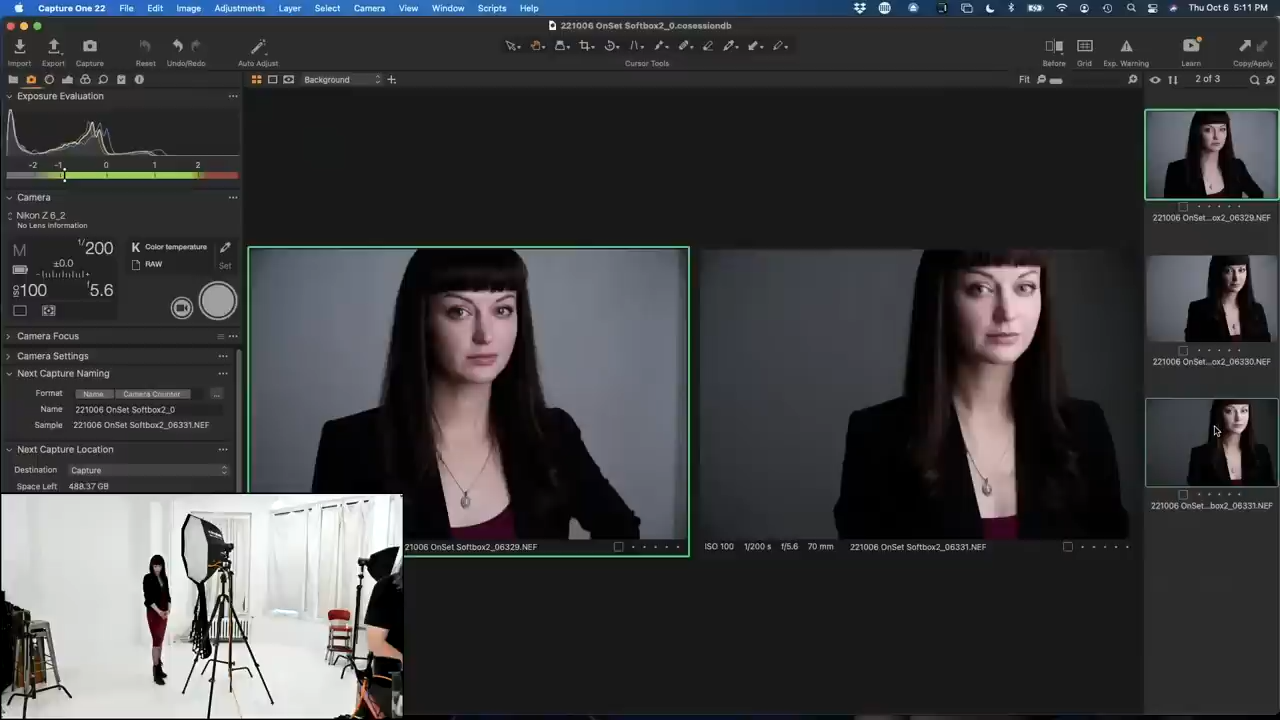 Capture One 22 File Edit Image Adjustments Layer Select Camera View Window Scripts Help Thu Oct 6 5:11 PM
221006 OnSet Softbox2_0.cosessiondb
Import Export Capture Reset Undo/Redo Auto Adjust Cursor Tools Before Grid Exp. Warning Learn Copy/Apply
Background Fit 2 of 3
Exposure Evaluation
-2 -1 0 1 2
Camera
Nikon Z 6_2
No Lens information
M 1/200 K Color temperature
±0.0 RAW Set
ISO 100 f5.6
Camera Focus
Camera Settings
Next Capture Naming
Format Name Camera Counter ...
Name 221006 OnSet Softbox2_0
Sample 221006 OnSet Softbox2_06331.NEF
Next Capture Location
Destination Capture
Space Left 488.37 GB
221006 OnSet Softbox2_06329.NEF
ISO 100 1/200 s f/5.6 70 mm 221006 OnSet Softbox2_06331.NEF
221006 OnSet...ox2_06329.NEF
221006 OnSet...ox2_06330.NEF
221006 OnSet...box2_06331.NEF